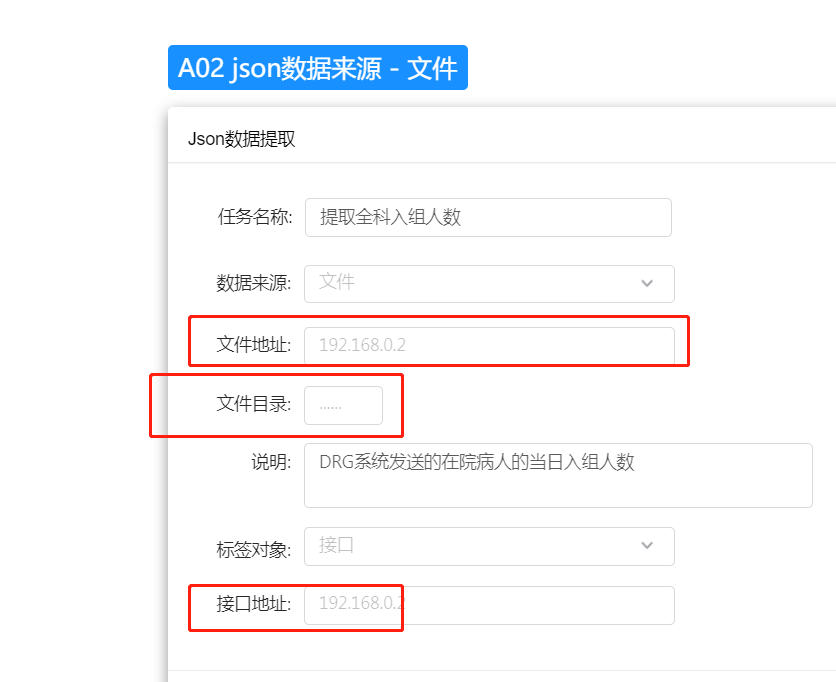 A02 json数据来源 - 文件
Json数据提取
任务名称: 提取全科入组人数
数据来源: 文件
文件地址: 192.168.0.2
文件目录: ......
说明: DRG系统发送的在院病人的当日入组人数
标签对象: 接口
接口地址: 192.168.0.2